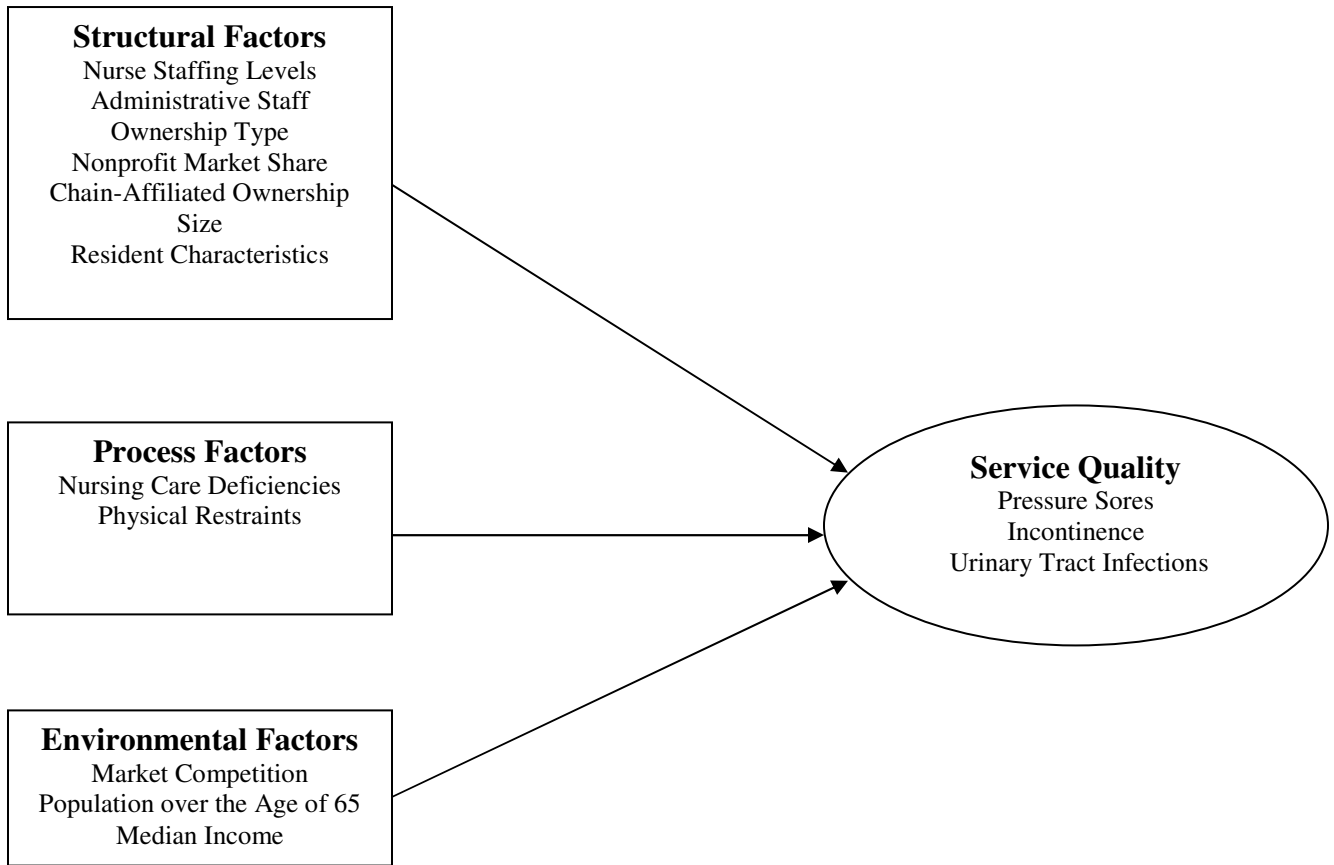 Structural Factors
Nurse Staffing Levels
Administrative Staff
Ownership Type
Nonprofit Market Share
Chain-Affiliated Ownership
Size
Resident Characteristics
Process Factors
Nursing Care Deficiencies
Physical Restraints
Service Quality
Pressure Sores
Incontinence
Urinary Tract Infections
Environmental Factors
Market Competition
Population over the Age of 65
Median Income